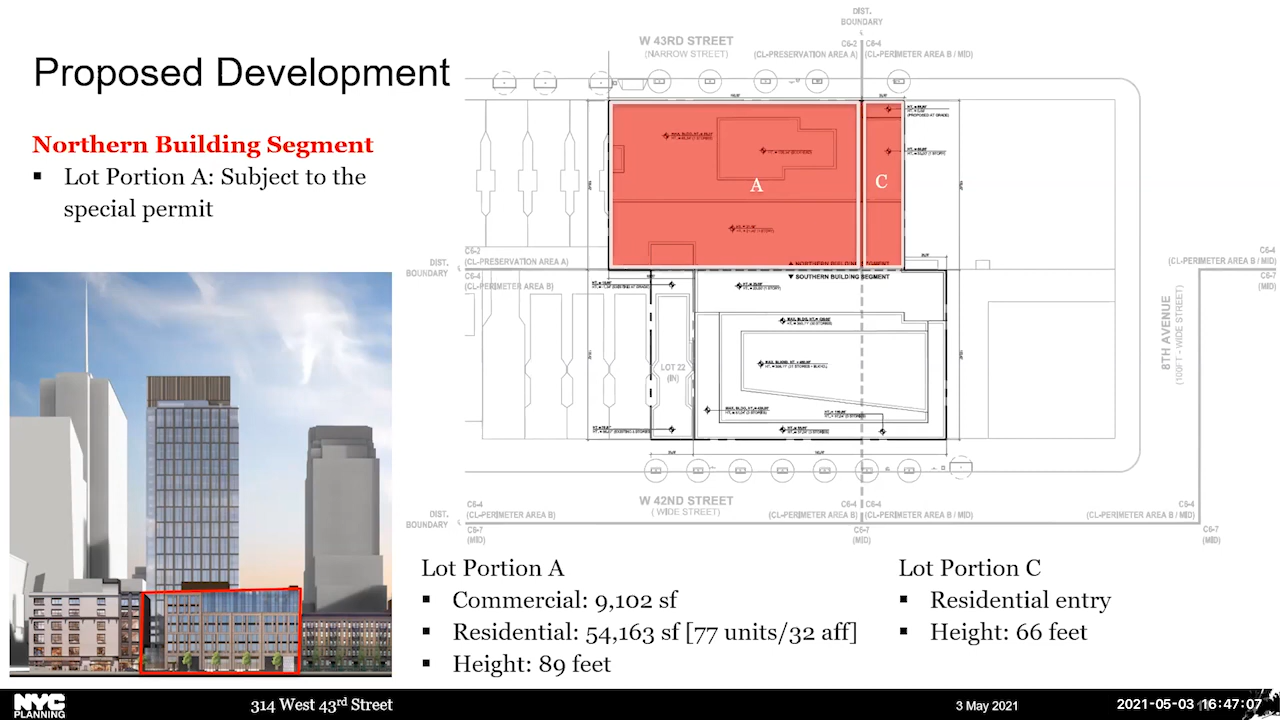 Proposed Development
Northern Building Segment
▪ Lot Portion A: Subject to the
special permit
DIST.
BOUNDARY
W 43RD STREET
(NARROW STREET)
C6-2
C6-4
(CL-PRESERVATION AREA A)
(CL-PERIMETER AREA B / MID)
(PROPOSED AT GRADE)
A
C
C6-2
(CL-PRESERVATION AREA A)
DIST.
BOUNDARY
C6-4
(CL-PERIMETER AREA B)
▲ NORTHERN BUILDING SEGMENT
▼ SOUTHERN BUILDING SEGMENT
C6-4
(CL-PERIMETER AREA B / MID)
C6-7
(MID)
8TH AVENUE
(100FT - WIDE STREET)
LOT 22
(IN)
W 42ND STREET
( WIDE STREET)
C6-4
(CL-PERIMETER AREA B)
DIST.
BOUNDARY
C6-7
(MID)
C6-4
(CL-PERIMETER AREA B)
C6-4
(CL-PERIMETER AREA B / MID)
C6-7
(MID)
C6-4
(CL-PERIMETER AREA B / MID)
C6-7
(MID)
Lot Portion A
▪ Commercial: 9,102 sf
▪ Residential: 54,163 sf [77 units/32 aff]
▪ Height: 89 feet
Lot Portion C
▪ Residential entry
▪ Height: 66 feet
NYC
PLANNING
314 West 43rd Street
3 May 2021
2021-05-03 16:47:07